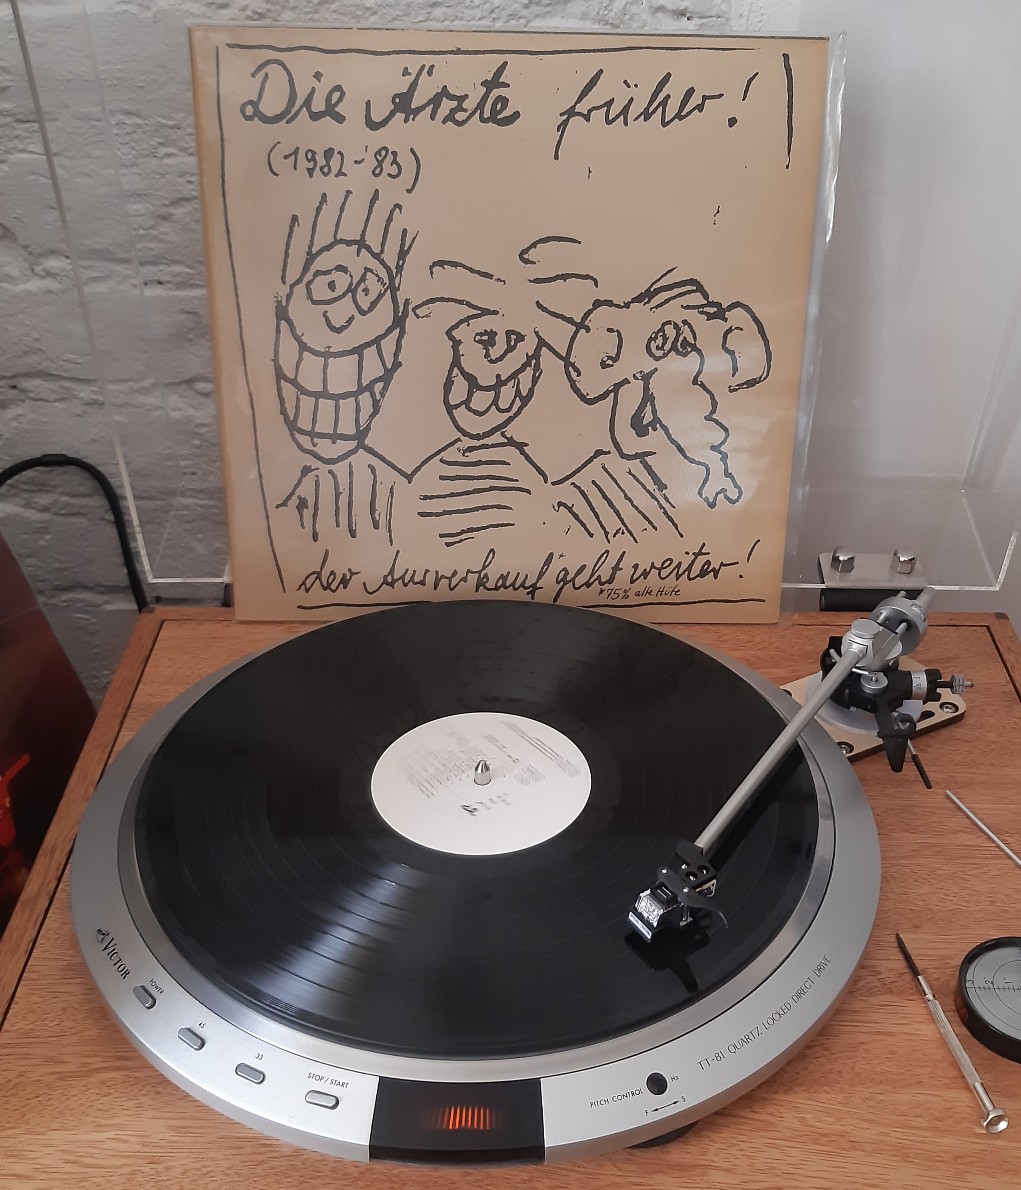 Die Ärzte früher!
(1982-'83)
der Ausverkauf geht weiter!
*75% alte Hüte
VICTOR
POWER
45
33
STOP / START
PITCH CONTROL
Hz
F S
TT-81 QUARTZ LOCKED DIRECT DRIVE